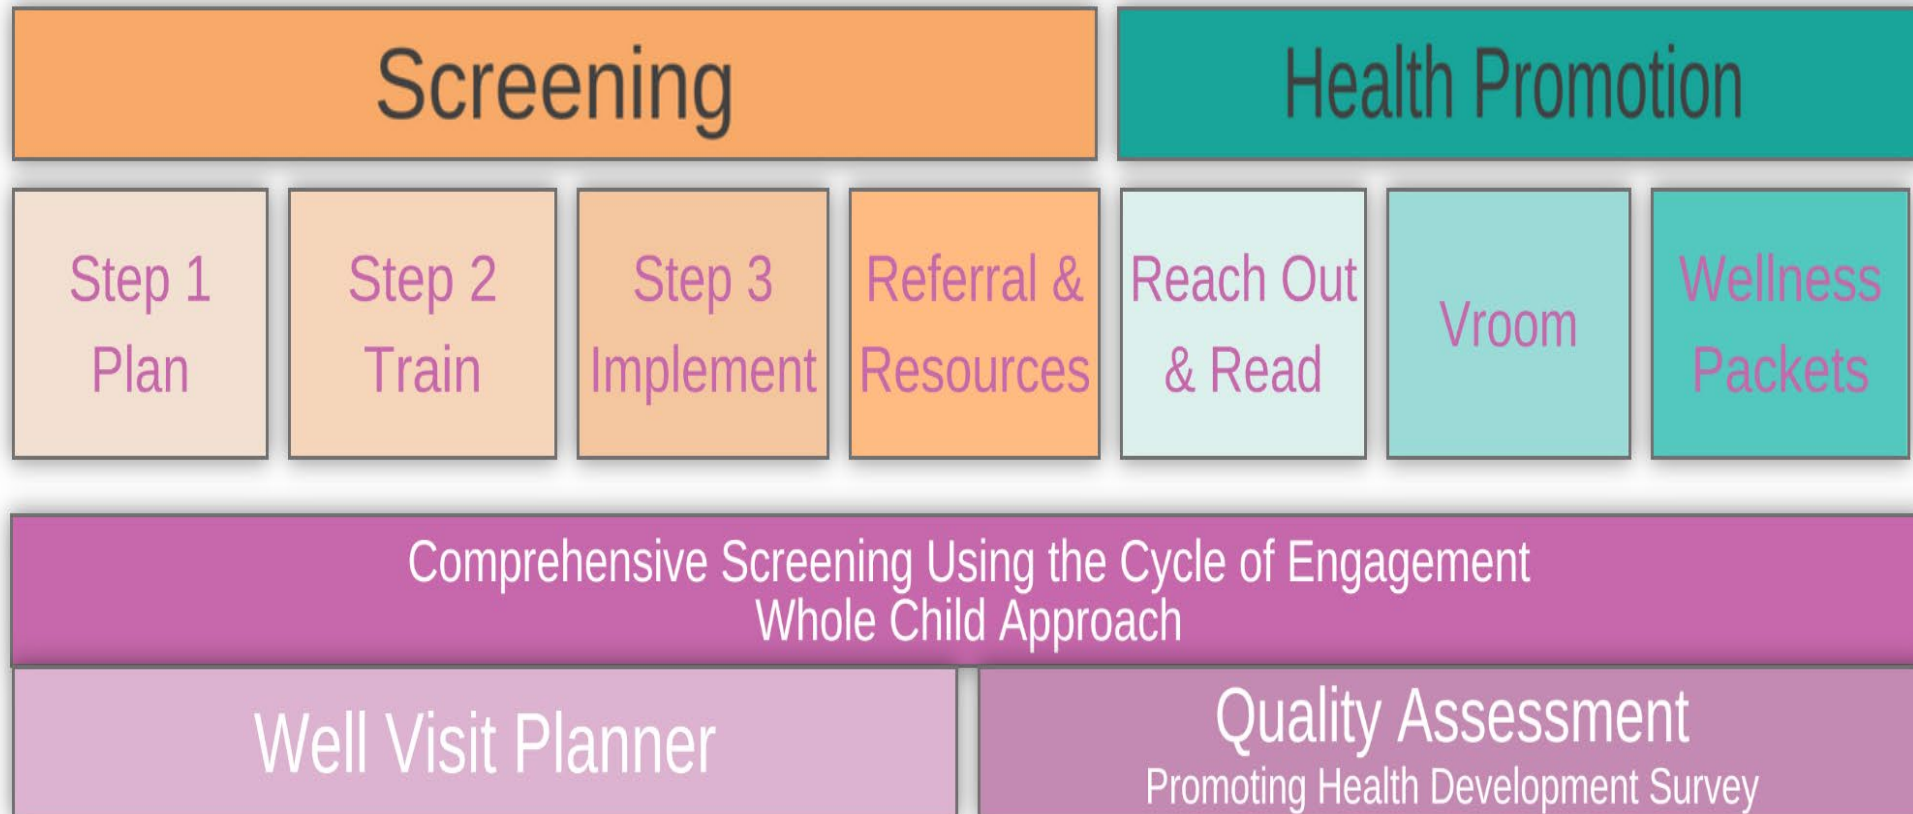 Screening
Health Promotion
Step 1
Plan
Step 2
Train
Step 3
Implement
Referral &
Resources
Reach Out
& Read
Vroom
Wellness
Packets
Comprehensive Screening Using the Cycle of Engagement
Whole Child Approach
Well Visit Planner
Quality Assessment
Promoting Health Development Survey